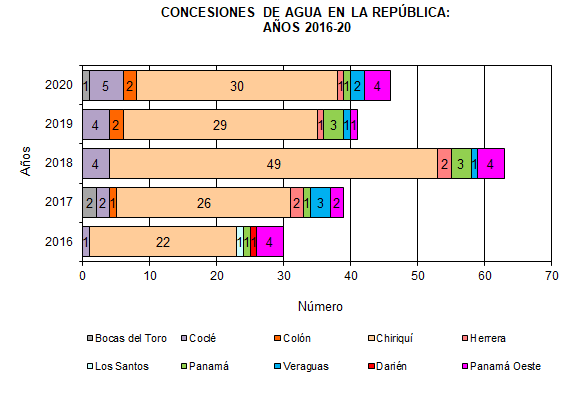 CONCESIONES DE AGUA EN LA REPÚBLICA:
AÑOS 2016-20
Años
2020
1 5 2 30 1 1 2 4
2019
4 2 29 1 3 1 1
2018
4 49 2 3 1 4
2017
2 2 1 26 2 1 3 2
2016
1 22 1 1 1 4
0 10 20 30 40 50 60 70
Número
Bocas del Toro Coclé Colón Chiriquí Herrera
Los Santos Panamá Veraguas Darién Panamá Oeste